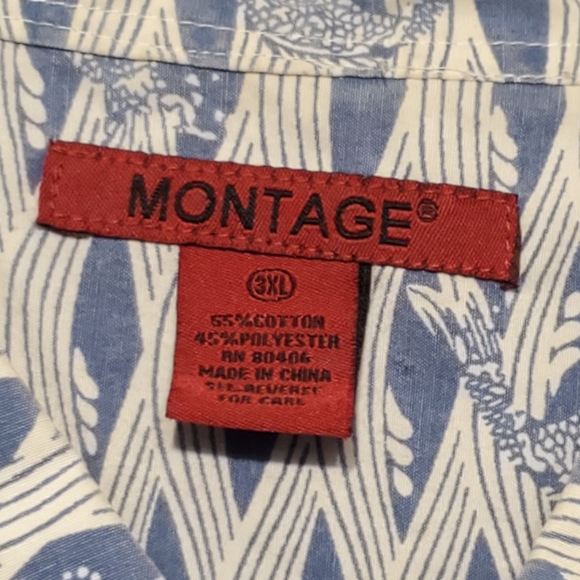 MONTAGE®
3XL
55%COTTON
45%POLYESTER
RN 80406
MADE IN CHINA
SEE REVERSE
FOR CARE